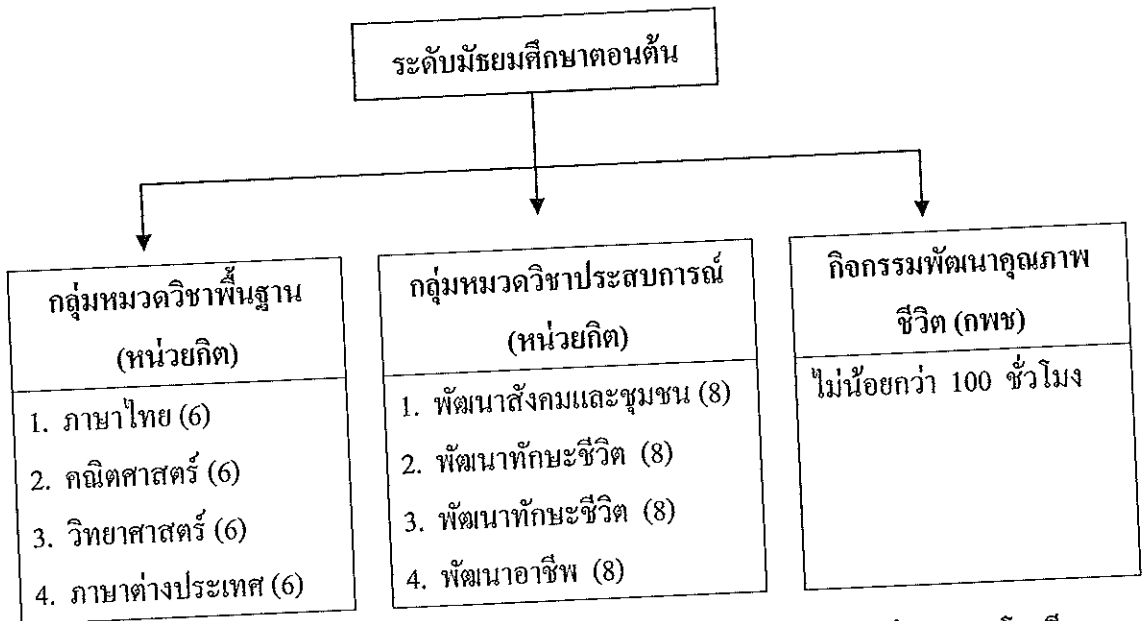 ระดับมัธยมศึกษาตอนต้น
กลุ่มหมวดวิชาพื้นฐาน
(หน่วยกิต)
1. ภาษาไทย (6)
2. คณิตศาสตร์ (6)
3. วิทยาศาสตร์ (6)
4. ภาษาต่างประเทศ (6)
กลุ่มหมวดวิชาประสบการณ์
(หน่วยกิต)
1. พัฒนาสังคมและชุมชน (8)
2. พัฒนาทักษะชีวิต (8)
3. พัฒนาทักษะชีวิต (8)
4. พัฒนาอาชีพ (8)
กิจกรรมพัฒนาคุณภาพ
ชีวิต (กพช)
ไม่น้อยกว่า 100 ชั่วโมง